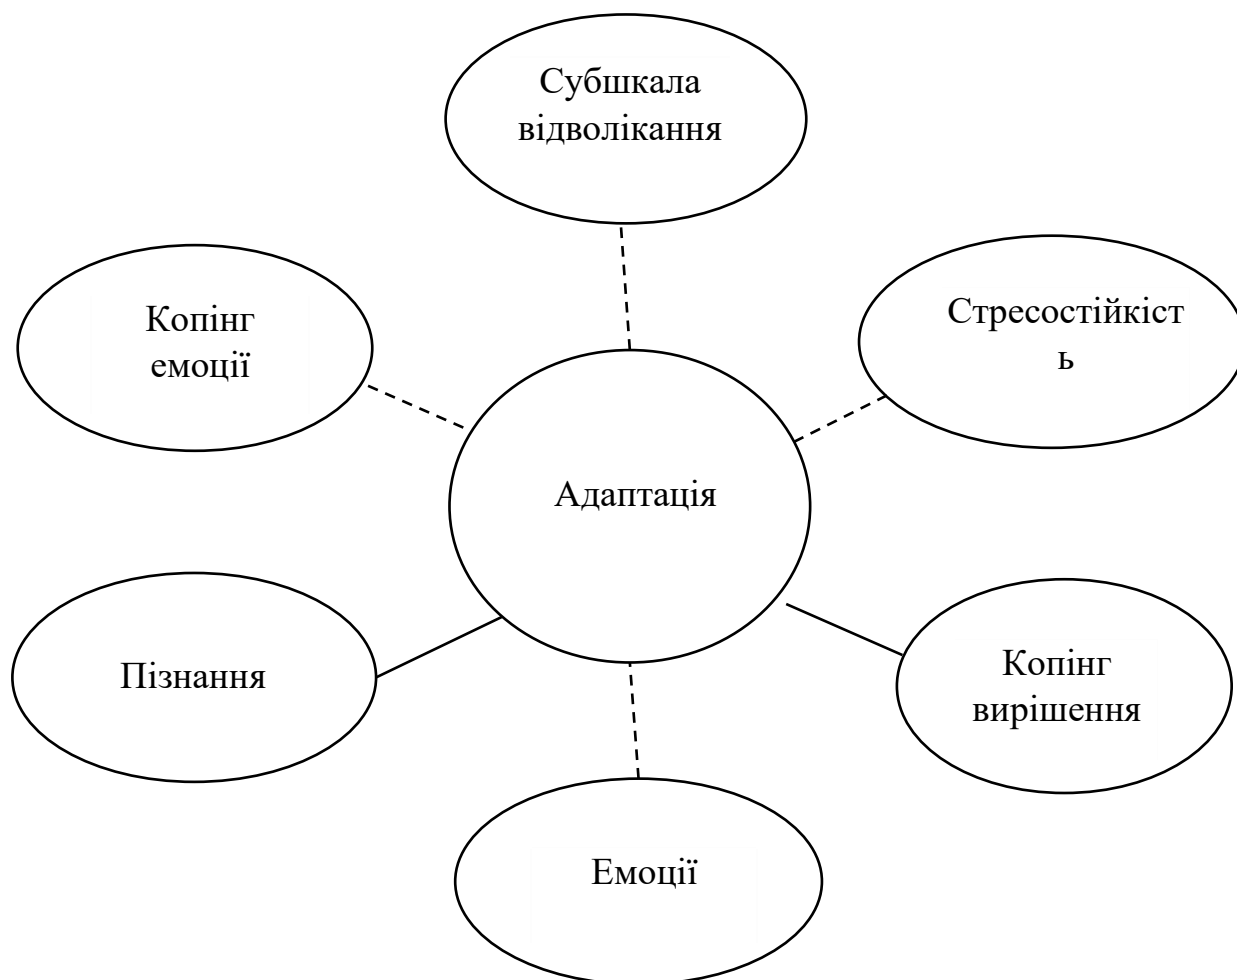 Субшкала
відволікання
Копінг
емоції
Стресостійкіст
ь
Адаптація
Пізнання
Копінг
вирішення
Емоції